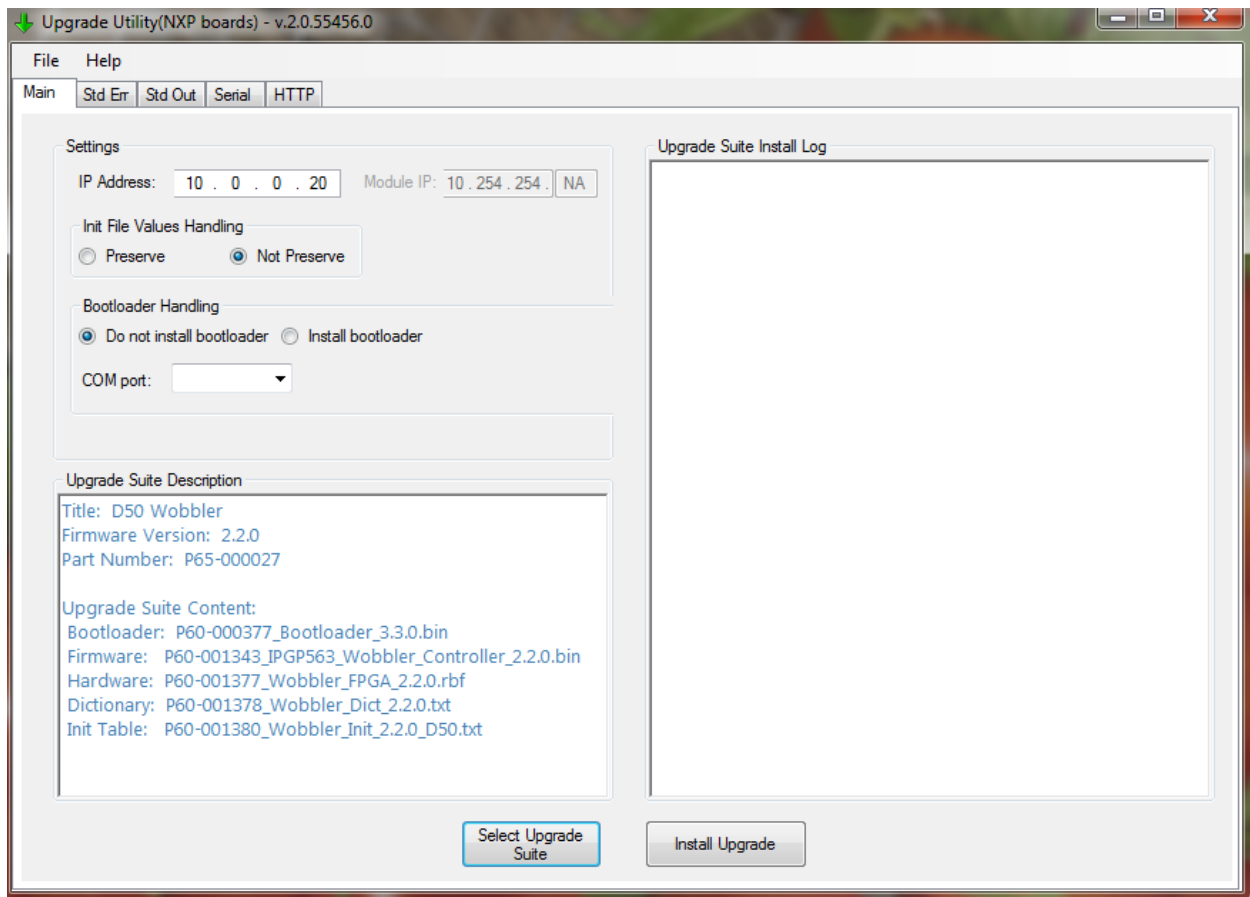 Upgrade Utility(NXP boards) - v.2.0.55456.0
File Help
Main Std Err Std Out Serial HTTP
Settings
IP Address: 10 . 0 . 0 . 20 Module IP: 10 . 254 . 254 . NA
Init File Values Handling
Preserve Not Preserve
Bootloader Handling
Do not install bootloader Install bootloader
COM port:
Upgrade Suite Description
Title: D50 Wobbler
Firmware Version: 2.2.0
Part Number: P65-000027
Upgrade Suite Content:
Bootloader: P60-000377_Bootloader_3.3.0.bin
Firmware: P60-001343_IPGP563_Wobbler_Controller_2.2.0.bin
Hardware: P60-001377_Wobbler_FPGA_2.2.0.rbf
Dictionary: P60-001378_Wobbler_Dict_2.2.0.txt
Init Table: P60-001380_Wobbler_Init_2.2.0_D50.txt
Upgrade Suite Install Log
Select Upgrade
Suite
Install Upgrade